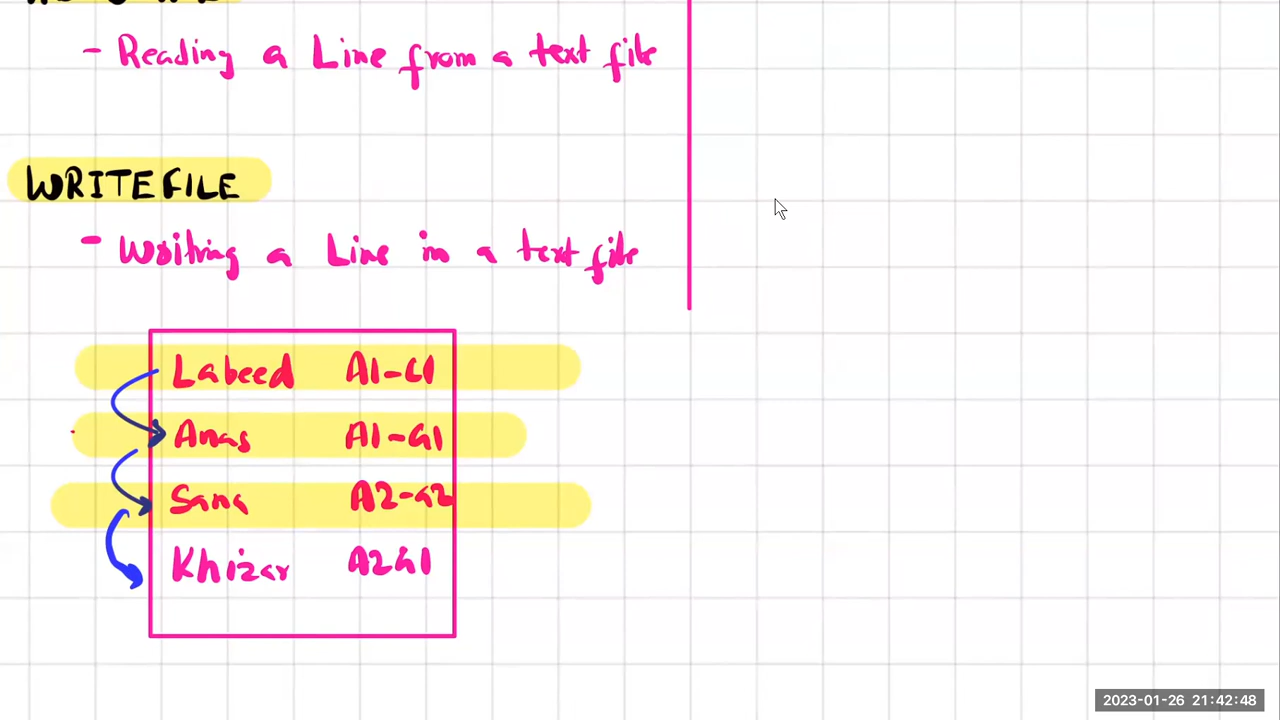 - Reading a Line from a text file
WRITEFILE
- Writing a Line in a text file
Labeed A1-G1
Anas A1-G1
Sana A2-G2
Khizar A2G1
2023-01-26 21:42:48